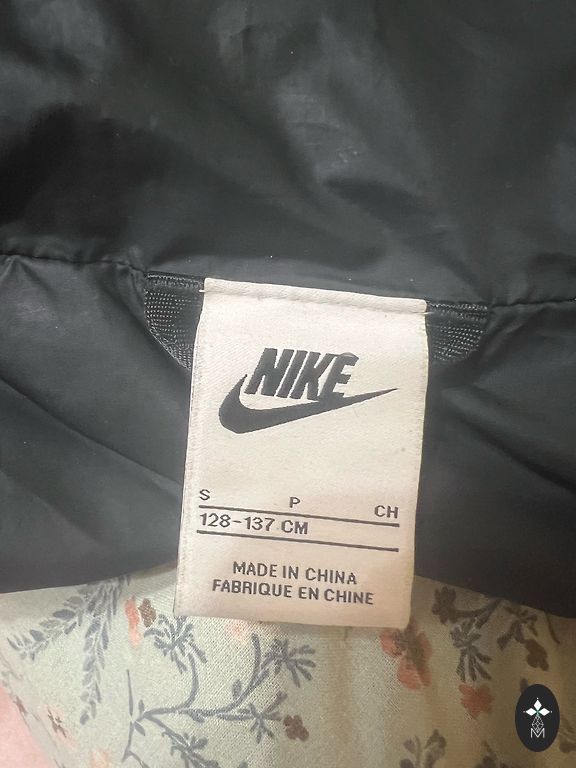 NIKE
S P CH
128-137 CM
MADE IN CHINA
FABRIQUE EN CHINE
M